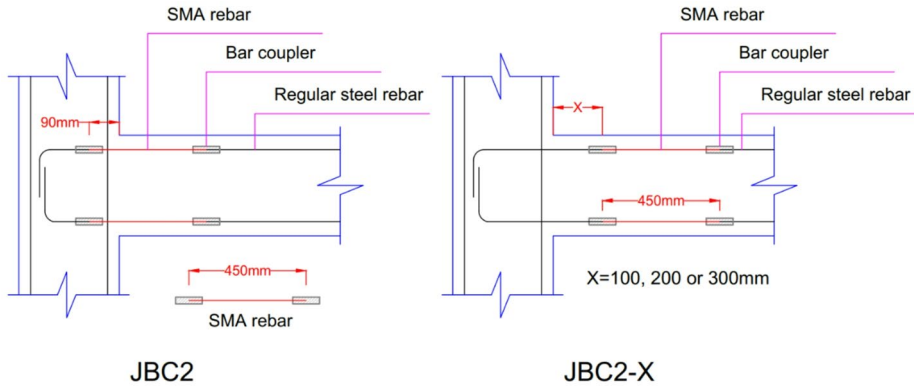 SMA rebar
Bar coupler
Regular steel rebar
90mm
450mm
SMA rebar
JBC2
SMA rebar
Bar coupler
Regular steel rebar
X
450mm
X=100, 200 or 300mm
JBC2-X